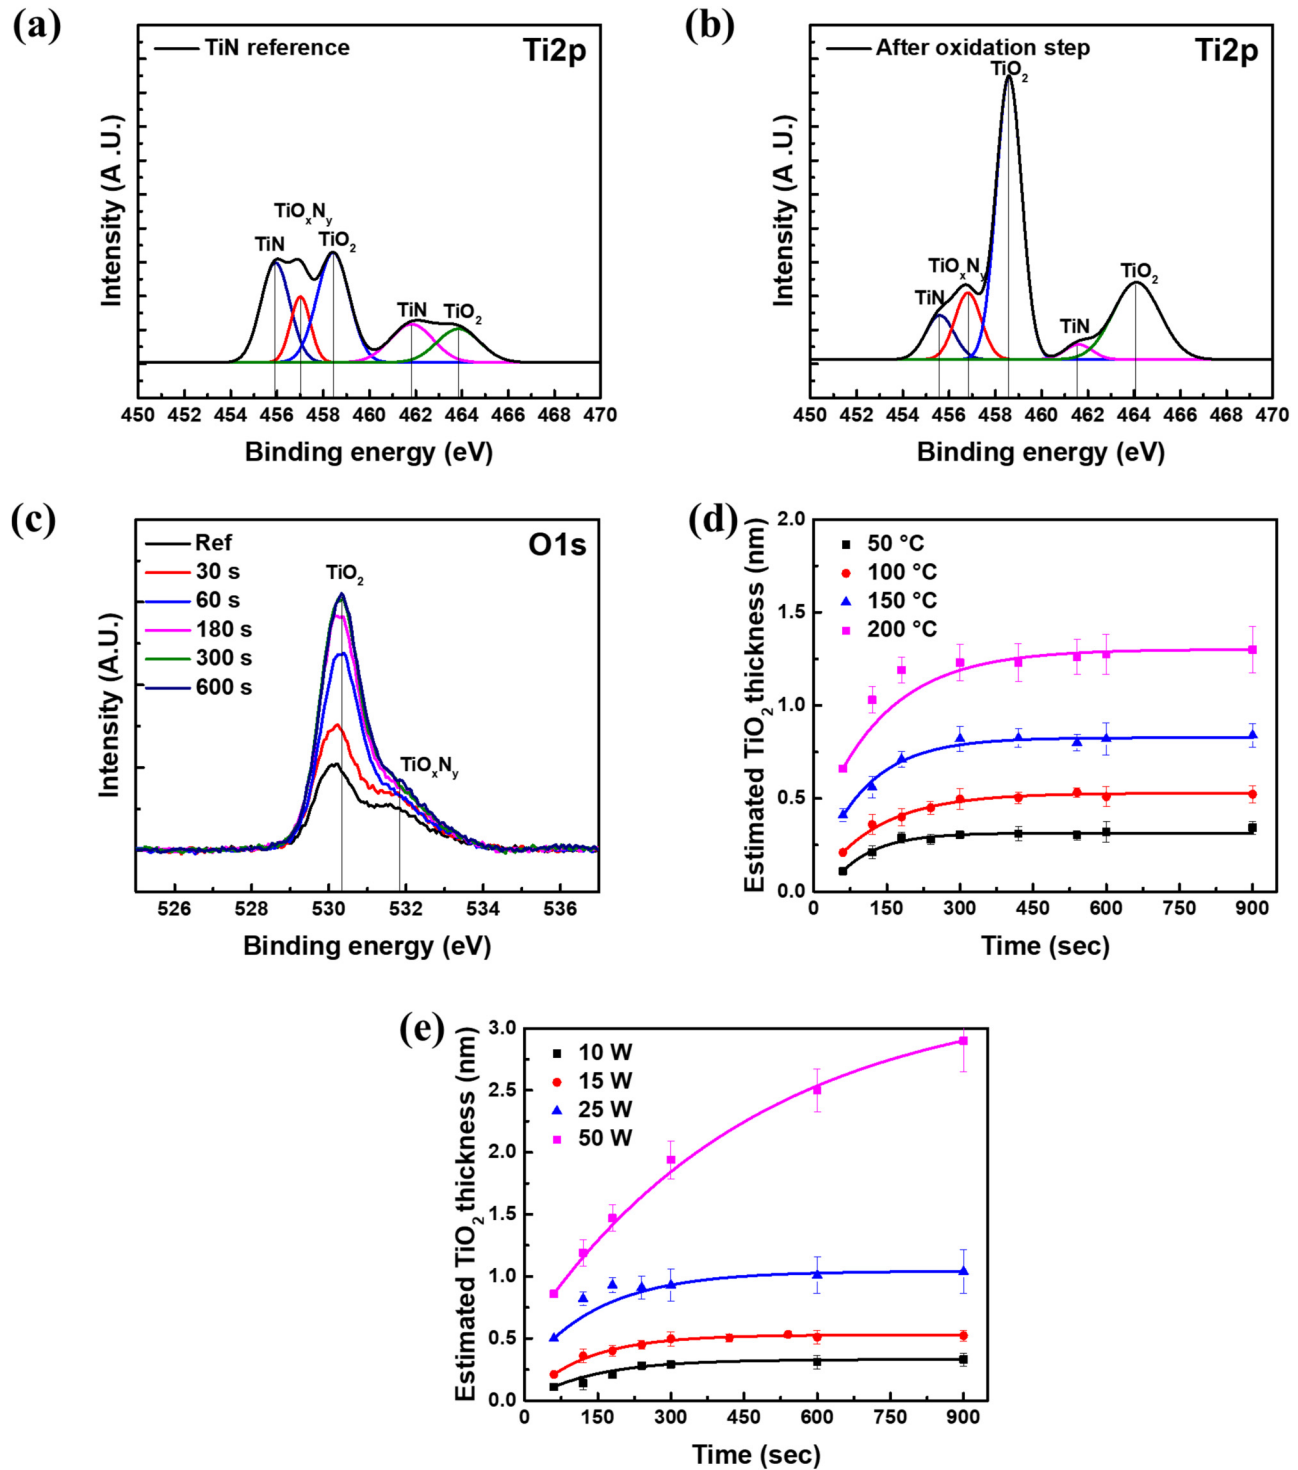 (a)
TiN reference
Ti2p
TiN
TiOxNy
TiO2
TiN
TiO2
Intensity (A .U.)
450 452 454 456 458 460 462 464 466 468 470
Binding energy (eV)
(b)
After oxidation step
Ti2p
TiO2
TiN
TiOxNy
TiN
TiO2
Intensity (A .U.)
450 452 454 456 458 460 462 464 466 468 470
Binding energy (eV)
(c)
Ref
30 s
60 s
180 s
300 s
600 s
O1s
TiO2
TiOxNy
Intensity (A.U.)
526 528 530 532 534 536
Binding energy (eV)
(d)
50 °C
100 °C
150 °C
200 °C
Estimated TiO2 thickness (nm)
2.0
1.5
1.0
0.5
0.0
0 150 300 450 600 750 900
Time (sec)
(e)
10 W
15 W
25 W
50 W
Estimated TiO2 thickness (nm)
3.0
2.5
2.0
1.5
1.0
0.5
0.0
0 150 300 450 600 750 900
Time (sec)